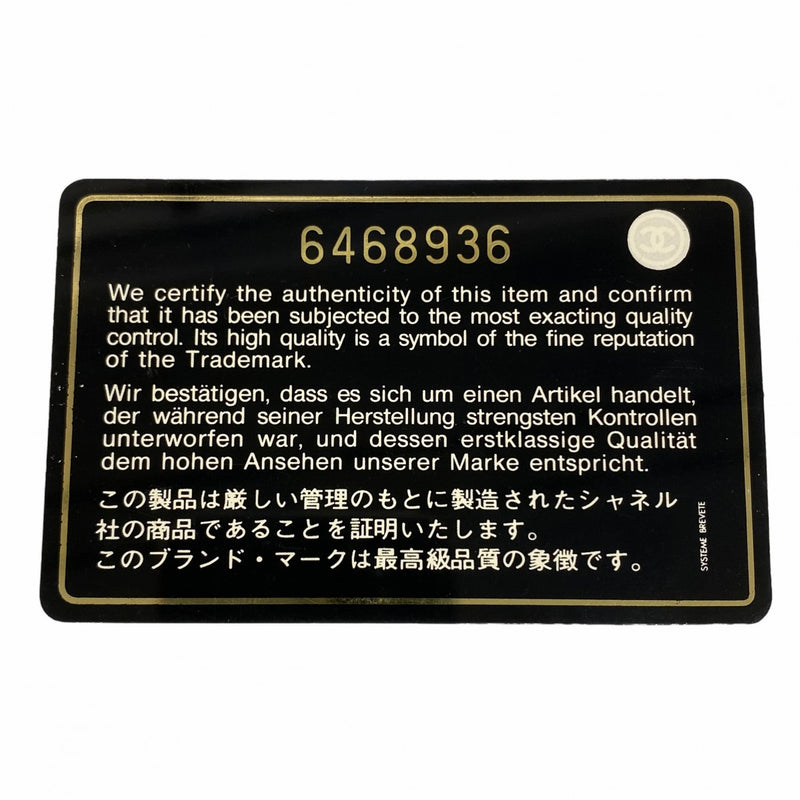 6468936
We certify the authenticity of this item and confirm
that it has been subjected to the most exacting quality
control. Its high quality is a symbol of the fine reputation
of the Trademark.
Wir bestätigen, dass es sich um einen Artikel handelt,
der während seiner Herstellung strengsten Kontrollen
unterworfen war, und dessen erstklassige Qualität
dem hohen Ansehen unserer Marke entspricht.
この製品は厳しい管理のもとに製造されたシャネル
社の商品であることを証明いたします。
このブランド・マークは最高級品質の象徴です。
SYSTEME BREVETE